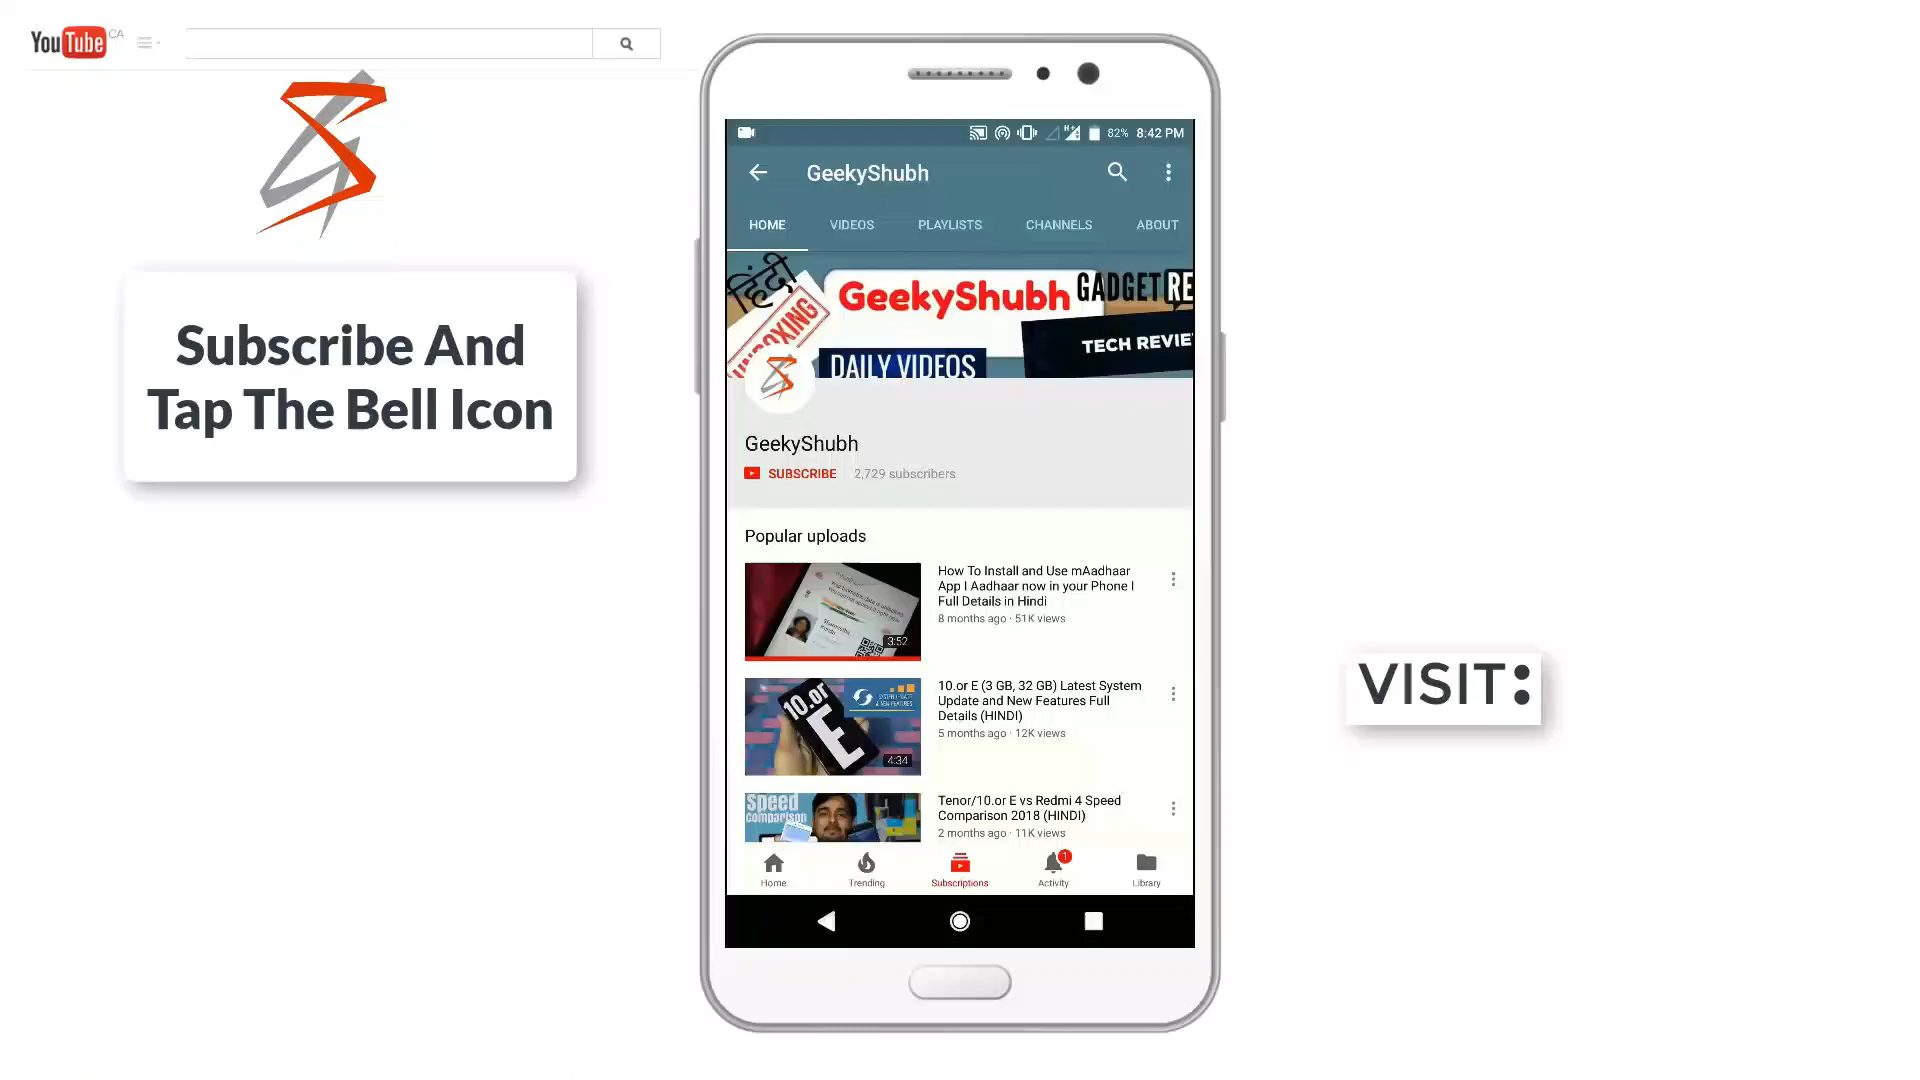 YouTube CA
Subscribe And
Tap The Bell Icon
82% 8:42 PM
GeekyShubh
HOME VIDEOS PLAYLISTS CHANNELS ABOUT
हिंदी
UNBOXING
GeekyShubh
GADGET RE
TECH REVIE
DAILY VIDEOS
GeekyShubh
SUBSCRIBE 2,729 subscribers
Popular uploads
How To Install and Use mAadhaar
App I Aadhaar now in your Phone I
Full Details in Hindi
8 months ago · 51K views
3:52
10.or E (3 GB, 32 GB) Latest System
Update and New Features Full
Details (HINDI)
5 months ago · 12K views
10.or
E
SYSTEM UPDATE
& NEW FEATURES
4:34
Speed
comparison
Tenor/10.or E vs Redmi 4 Speed
Comparison 2018 (HINDI)
2 months ago · 11K views
1
Home Trending Subscriptions Activity Library
VISIT: